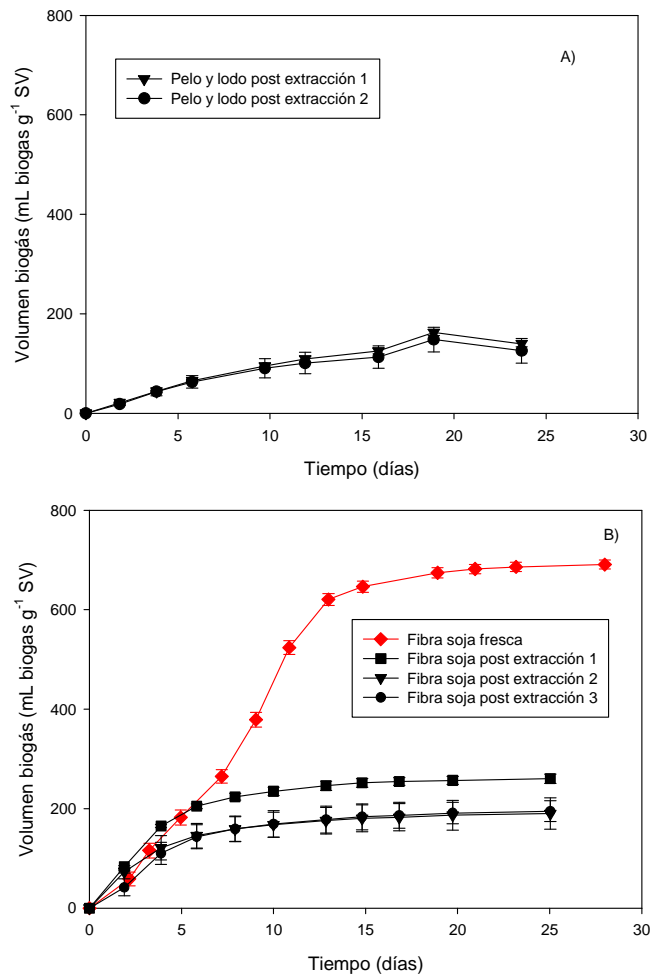 800
600
400
200
0
Volumen biogás (mL biogas g⁻¹ SV)
A)
Pelo y lodo post extracción 1
Pelo y lodo post extracción 2
0 5 10 15 20 25 30
Tiempo (días)
800
600
400
200
0
Volumen biogás (mL biogas g⁻¹ SV)
B)
Fibra soja fresca
Fibra soja post extracción 1
Fibra soja post extracción 2
Fibra soja post extracción 3
0 5 10 15 20 25 30
Tiempo (días)